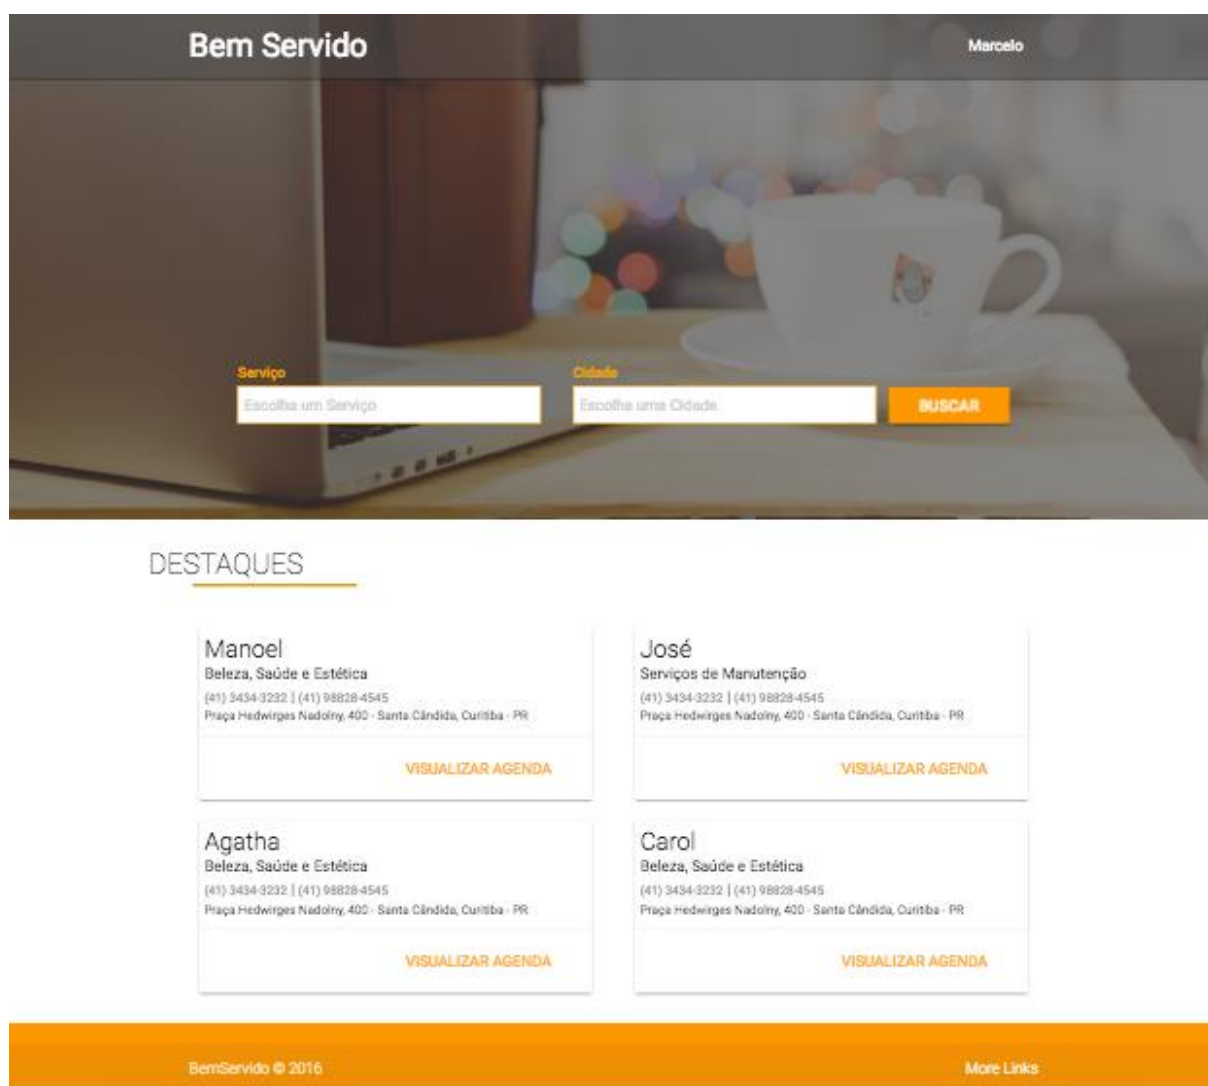 Bem Servido
Marcelo
Serviço
Cidade
Escolha um Serviço
Escolha uma Cidade
BUSCAR
DESTAQUES
Manoel
Beleza, Saúde e Estética
(41) 3434-3232 | (41) 98828-4545
Praça Hedwirges Nadolny, 400 - Santa Cândida, Curitiba - PR
VISUALIZAR AGENDA
José
Serviços de Manutenção
(41) 3434-3232 | (41) 98828-4545
Praça Hedwirges Nadolny, 400 - Santa Cândida, Curitiba - PR
VISUALIZAR AGENDA
Agatha
Beleza, Saúde e Estética
(41) 3434-3232 | (41) 98828-4545
Praça Hedwirges Nadolny, 400 - Santa Cândida, Curitiba - PR
VISUALIZAR AGENDA
Carol
Beleza, Saúde e Estética
(41) 3434-3232 | (41) 98828-4545
Praça Hedwirges Nadolny, 400 - Santa Cândida, Curitiba - PR
VISUALIZAR AGENDA
BemServido © 2016
More Links